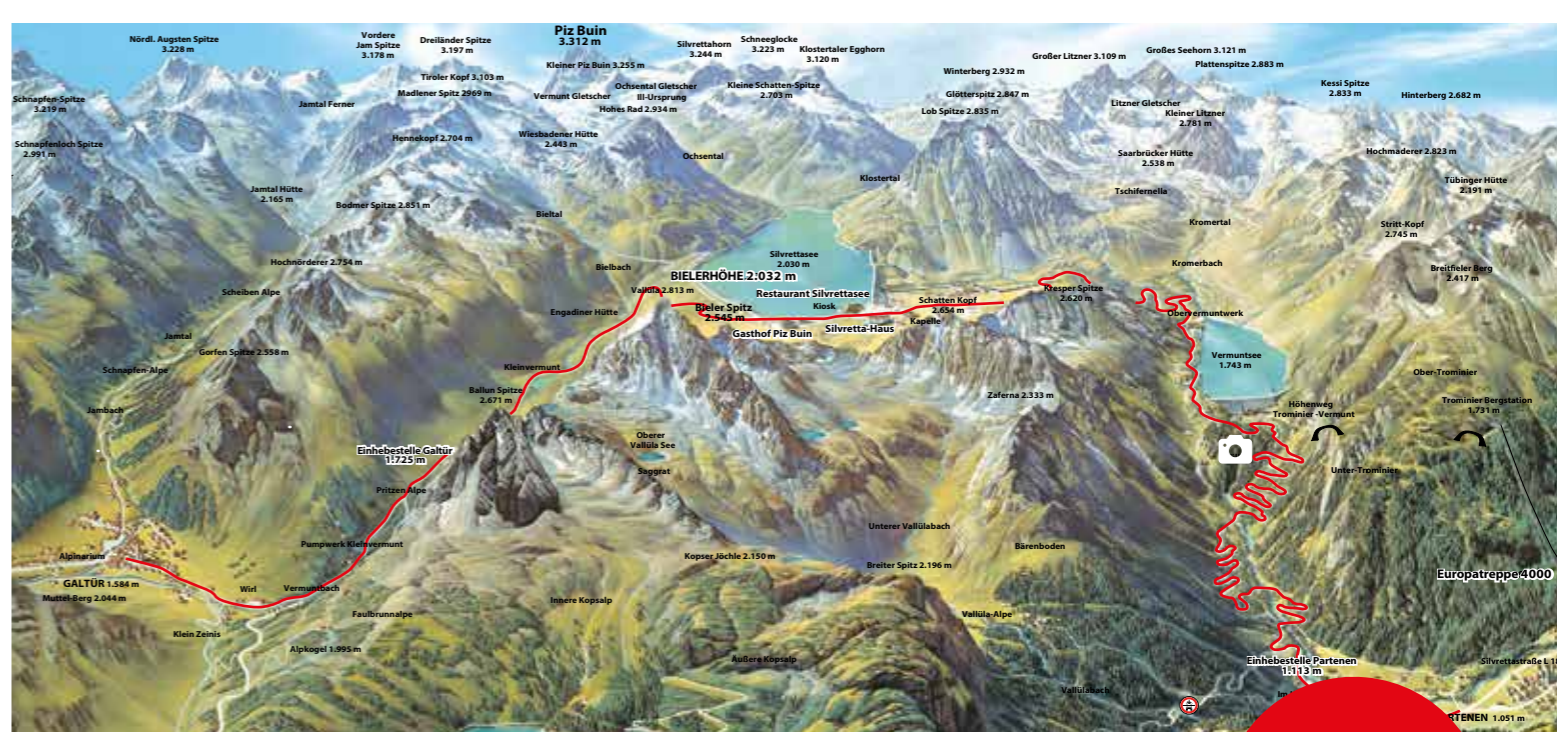 Nördl. Augsten Spitze
3.228 m
Vordere
Jam Spitze
3.178 m
Dreiländer Spitze
3.197 m
Piz Buin
3.312 m
Silvrettahorn
3.244 m
Schneeglocke
3.223 m
Klostertaler Egghorn
3.120 m
Großer Litzner 3.109 m
Großes Seehorn 3.121 m
Plattenspitze 2.883 m
Kleiner Piz Buin 3.255 m
Tiroler Kopf 3.103 m
Winterberg 2.932 m
Kessi Spitze
2.833 m
Hinterberg 2.682 m
Schnapfen-Spitze
3.219 m
Jamtal Ferner
Madlener Spitz 2969 m
Vermunt Gletscher
Ochsental Gletscher
Ill-Ursprung
Hohes Rad 2.934 m
Kleine Schatten-Spitze
2.703 m
Glötterspitz 2.847 m
Lob Spitze 2.835 m
Litzner Gletscher
Kleiner Litzner
2.781 m
Schnapfenloch Spitze
2.991 m
Hennekopf 2.704 m
Wiesbadener Hütte
2.443 m
Ochsental
Klostertal
Saarbrücker Hütte
2.538 m
Hochmaderer 2.823 m
Tübinger Hütte
2.191 m
Jamtal Hütte
2.165 m
Bodmer Spitze 2.851 m
Bieltal
Tschifernella
Kromertal
Stritt-Kopf
2.745 m
Hochnörderer 2.754 m
Bielbach
Silvrettasee
2.030 m
Kromerbach
Breitfieler Berg
2.417 m
BIELERHÖHE 2.032 m
Scheiben Alpe
Vallüla 2.813 m
Restaurant Silvrettasee
Kresper Spitze
2.620 m
Engadiner Hütte
Bieler Spitz
2.545 m
Kiosk
Schatten Kopf
2.654 m
Obervermuntwerk
Gasthof Piz Buin
Silvretta-Haus
Kapelle
Jamtal
Gorfen Spitze 2.558 m
Schnapfen-Alpe
Kleinvermunt
Vermuntsee
1.743 m
Ober-Trominier
Ballun Spitze
2.671 m
Zaferna 2.333 m
Jambach
Höhenweg
Trominier -Vermunt
Trominier Bergstation
1.731 m
Einhebestelle Galtür
1.725 m
Oberer
Vallüla See
Saggrat
Unter-Trominier
Pritzen Alpe
Unterer Vallülabach
Pumpwerk Kleinvermunt
Bärenboden
Alpinarium
Kopser Jöchle 2.150 m
Breiter Spitz 2.196 m
Europatreppe 4000
GALTÜR 1.584 m
Muttel-Berg 2.044 m
Wirl
Vermuntbach
Innere Kopsalp
Faulbrunnalpe
Vallüla-Alpe
Klein Zeinis
Alpkogel 1.995 m
Äußere Kopsalp
Einhebestelle Partenen
1.113 m
Silvrettastraße L
Vallülabach
Im
RTENEN 1.051 m